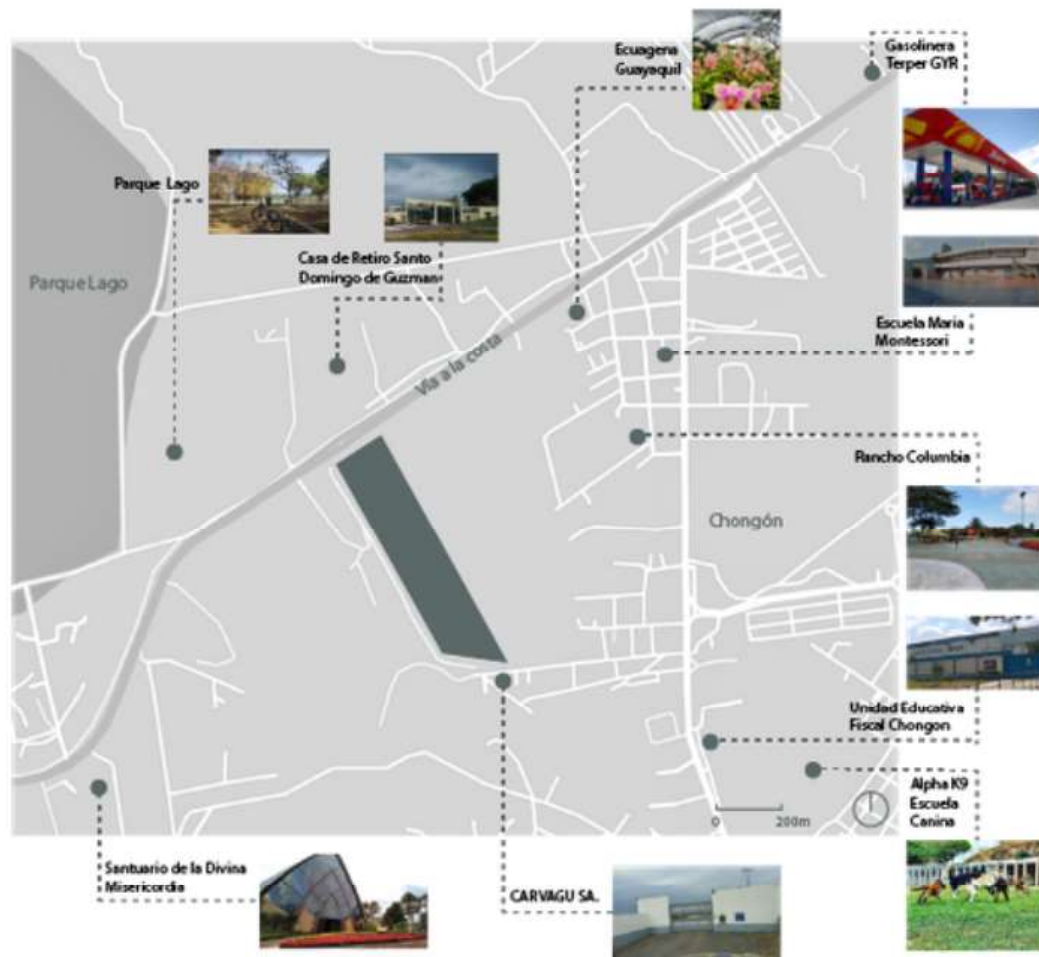 Ecuagena
Guayaquil
Gasolinera
Terper GYR
Parque Lago
Casa de Retiro Santo
Domingo de Guzman
Parque Lago
Vía a la costa
Escuela Maria
Montessori
Rancho Columbia
Chongón
Unidad Educativa
Fiscal Chongon
Alpha K9
Escuela
Canina
0 200m
Santuario de la Divina
Misericordia
CARVAGU SA.